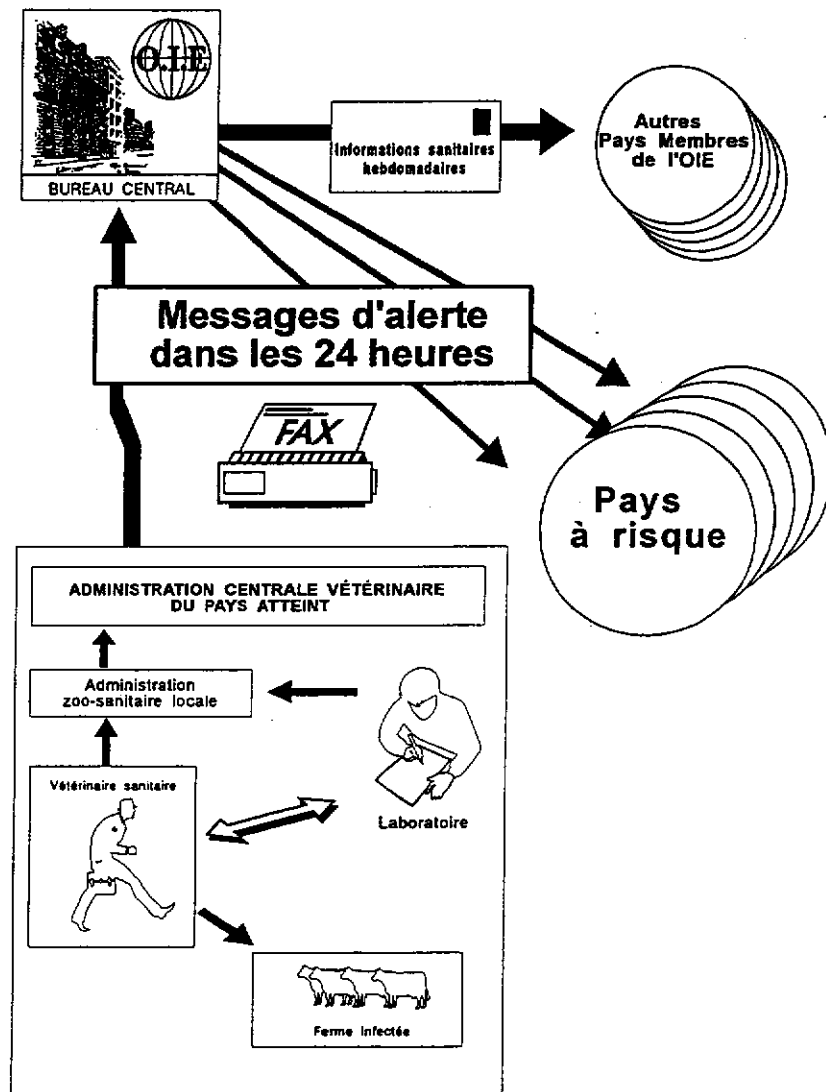 O.I.E
BUREAU CENTRAL
Informations sanitaires
hebdomadaires
Autres
Pays Membres
de l'OIE
Messages d'alerte
dans les 24 heures
FAX
Pays
à risque
ADMINISTRATION CENTRALE VÉTÉRINAIRE
DU PAYS ATTEINT
Administration
zoo-sanitaire locale
Vétérinaire sanitaire
Laboratoire
Ferme infectée